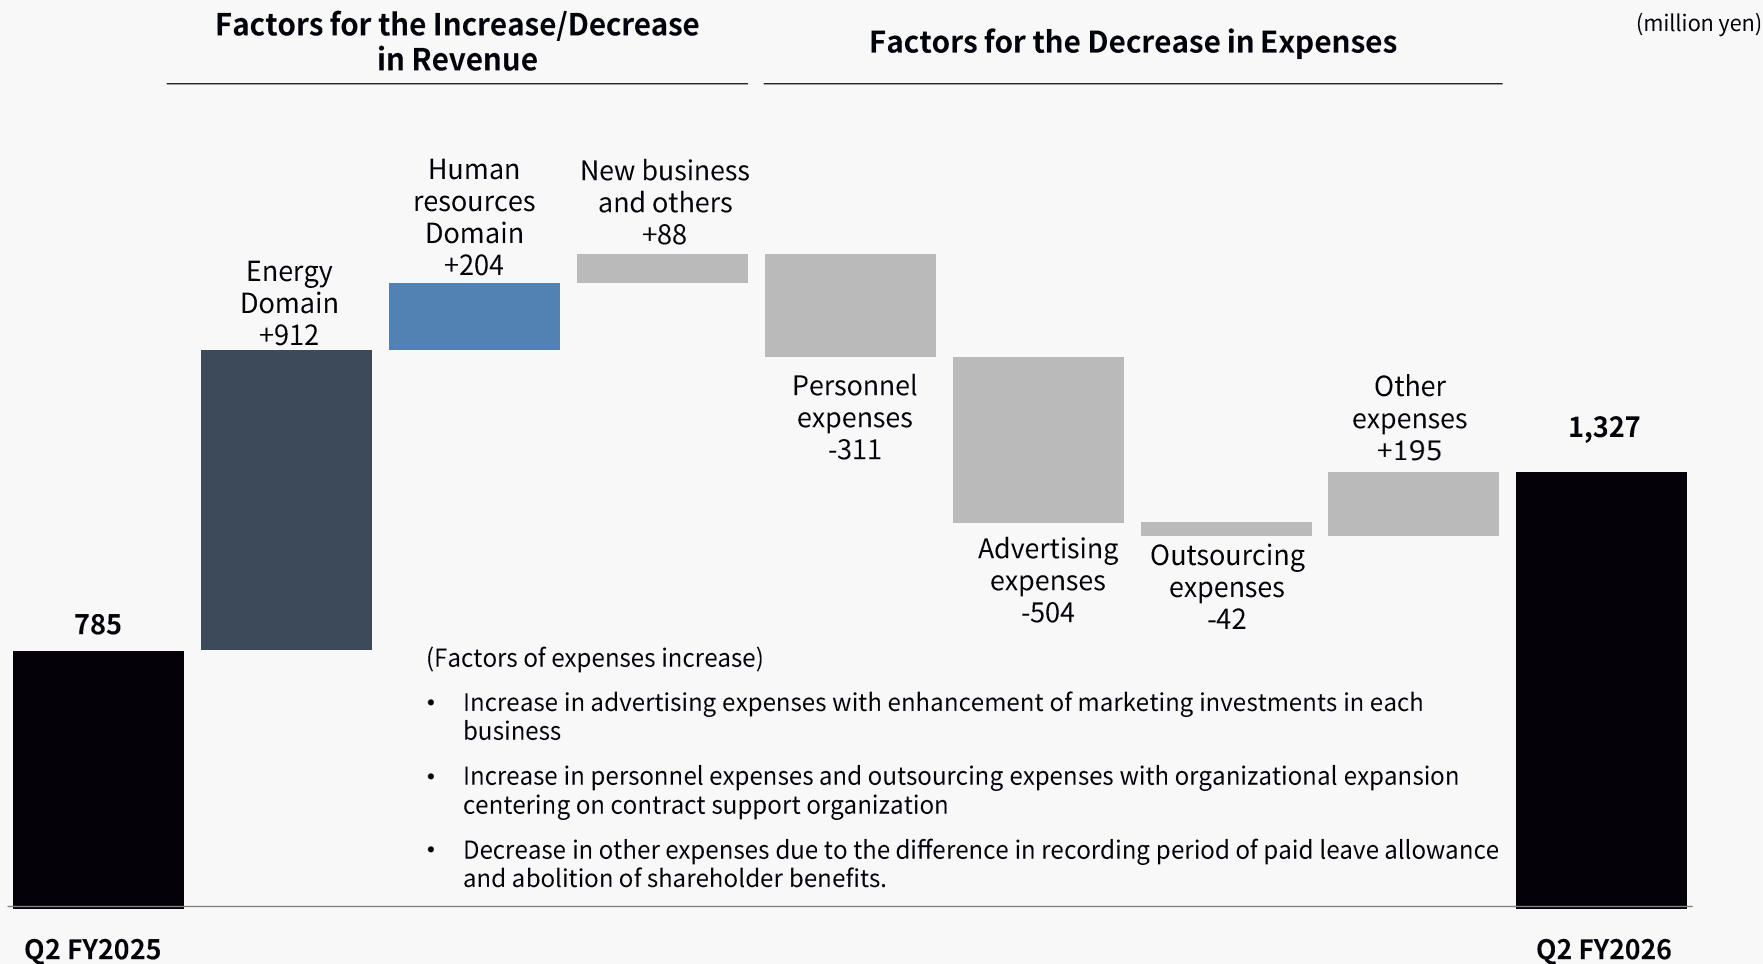 Factors for the Increase/Decrease
in Revenue
Factors for the Decrease in Expenses
(million yen)
Human
resources
Domain
+204
New business
and others
+88
Energy
Domain
+912
Personnel
expenses
-311
Other
expenses
+195
1,327
Advertising
expenses
-504
Outsourcing
expenses
-42
785
(Factors of expenses increase)
• Increase in advertising expenses with enhancement of marketing investments in each
business
• Increase in personnel expenses and outsourcing expenses with organizational expansion
centering on contract support organization
• Decrease in other expenses due to the difference in recording period of paid leave allowance
and abolition of shareholder benefits.
Q2 FY2025
Q2 FY2026